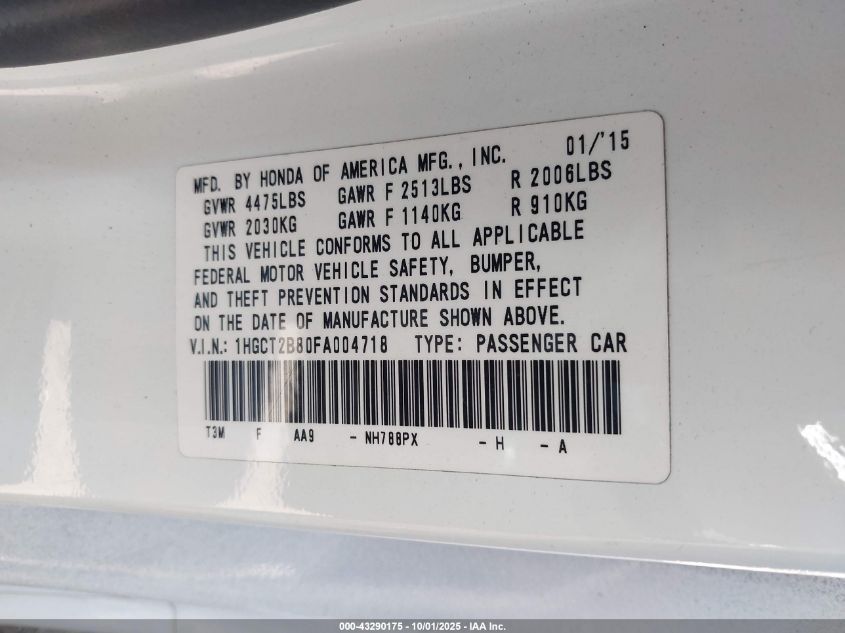 MFD. BY HONDA OF AMERICA MFG., INC. 01/'15
GVWR 4475LBS GAWR F 2513LBS R 2006LBS
GVWR 2030KG GAWR F 1140KG R 910KG
THIS VEHICLE CONFORMS TO ALL APPLICABLE
FEDERAL MOTOR VEHICLE SAFETY, BUMPER,
AND THEFT PREVENTION STANDARDS IN EFFECT
ON THE DATE OF MANUFACTURE SHOWN ABOVE.
V.I.N.: 1HGCT2B80FA004718 TYPE: PASSENGER CAR
T3M F AA9 - NH788PX - H - A
000-43290175 - 10/01/2025 - IAA Inc.